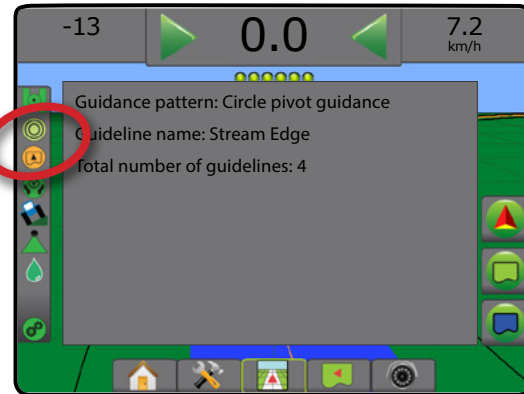 -13
0.0
7.2
km/h
Guidance pattern: Circle pivot guidance
Guideline name: Stream Edge
Total number of guidelines: 4